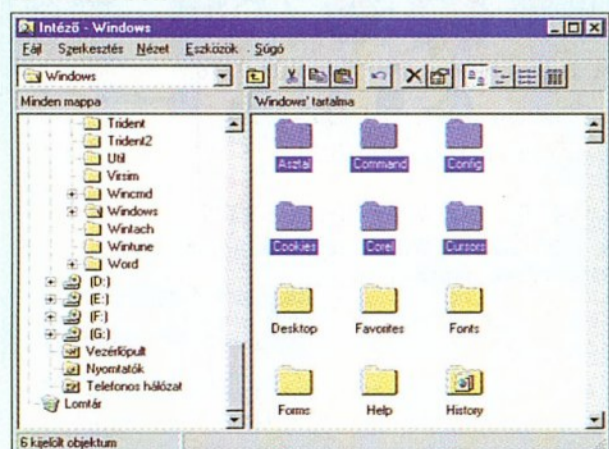 Intéző - Windows
Fájl Szerkesztés Nézet Eszközök Súgó
Windows
Minden mappa
'Windows' tartalma
Trident
Trident2
Util
Virsim
Wincmd
Windows
Wintach
Wintune
Word
(D:)
(E:)
(F:)
(G:)
Vezérlőpult
Nyomtatók
Telefonos hálózat
Lomtár
Asztal Command Config
Cookies Corel Cursors
Desktop Favorites Fonts
Forms Help History
6 kijelölt objektum